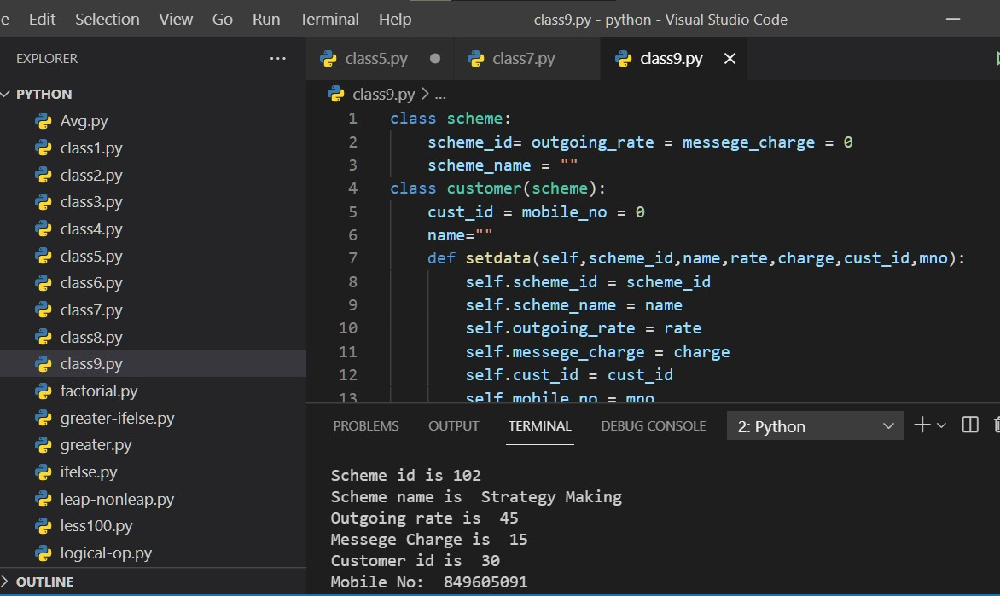 e Edit Selection View Go Run Terminal Help class9.py - python - Visual Studio Code
EXPLORER ...
PYTHON
Avg.py
class1.py
class2.py
class3.py
class4.py
class5.py
class6.py
class7.py
class8.py
class9.py
factorial.py
greater-ifelse.py
greater.py
ifelse.py
leap-nonleap.py
less100.py
logical-op.py
OUTLINE
class5.py class7.py class9.py
class9.py > ...
1 class scheme:
2 scheme_id= outgoing_rate = messege_charge = 0
3 scheme_name = ""
4 class customer(scheme):
5 cust_id = mobile_no = 0
6 name=""
7 def setdata(self,scheme_id,name,rate,charge,cust_id,mno):
8 self.scheme_id = scheme_id
9 self.scheme_name = name
10 self.outgoing_rate = rate
11 self.messege_charge = charge
12 self.cust_id = cust_id
13 self.mobile_no = mno
PROBLEMS OUTPUT TERMINAL DEBUG CONSOLE 2: Python
Scheme id is 102
Scheme name is  Strategy Making
Outgoing rate is  45
Messege Charge is  15
Customer id is  30
Mobile No:  849605091